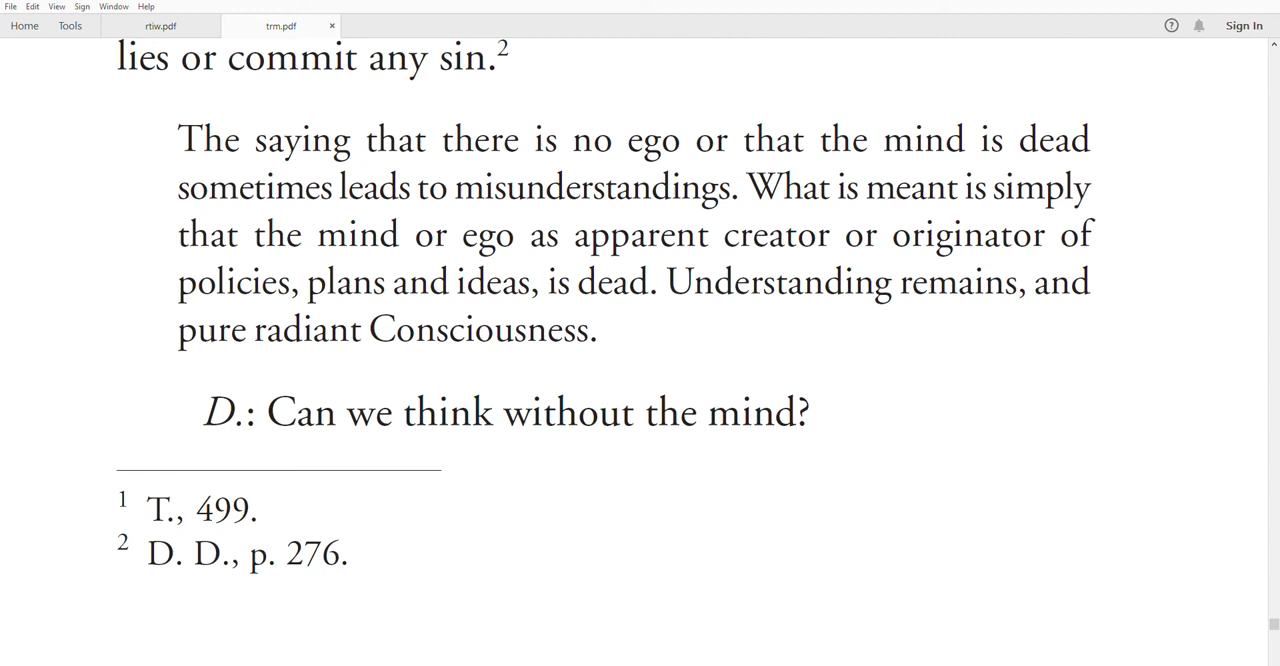 File Edit View Sign Window Help
Home Tools rtiw.pdf trm.pdf × ? Sign In
lies or commit any sin.2
The saying that there is no ego or that the mind is dead
sometimes leads to misunderstandings. What is meant is simply
that the mind or ego as apparent creator or originator of
policies, plans and ideas, is dead. Understanding remains, and
pure radiant Consciousness.
D.: Can we think without the mind?
1 T., 499.
2 D. D., p. 276.